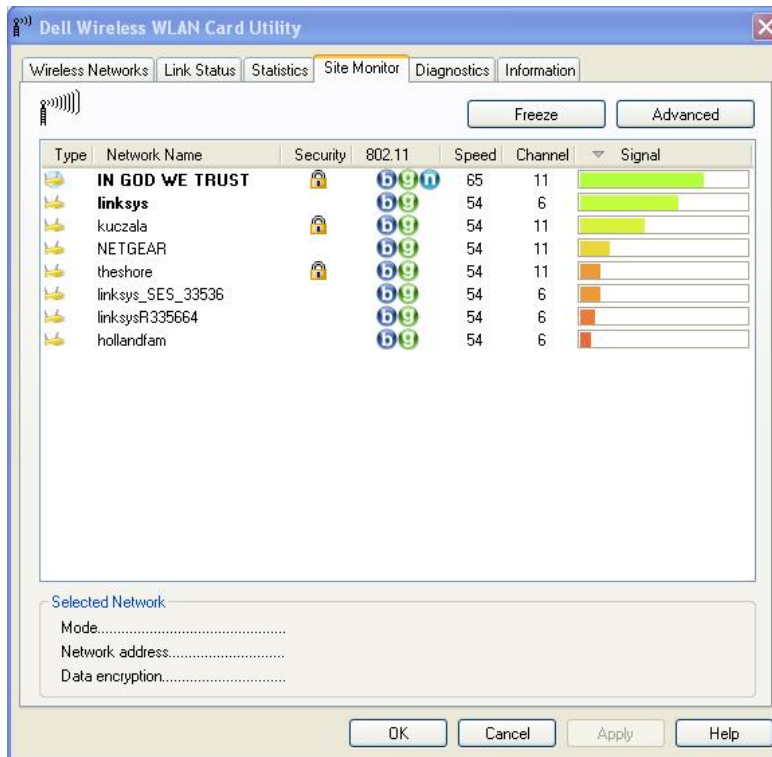 Dell Wireless WLAN Card Utility
Wireless Networks Link Status Statistics Site Monitor Diagnostics Information
Freeze Advanced
Type Network Name Security 802.11 Speed Channel Signal
IN GOD WE TRUST b g n 65 11
linksys b g 54 6
kuczala b g 54 11
NETGEAR b g 54 11
theshore b g 54 11
linksys_SES_33536 b g 54 6
linksysR335664 b g 54 6
hollandfam b g 54 6
Selected Network
Mode...............................................
Network address.............................
Data encryption...............................
OK Cancel Apply Help